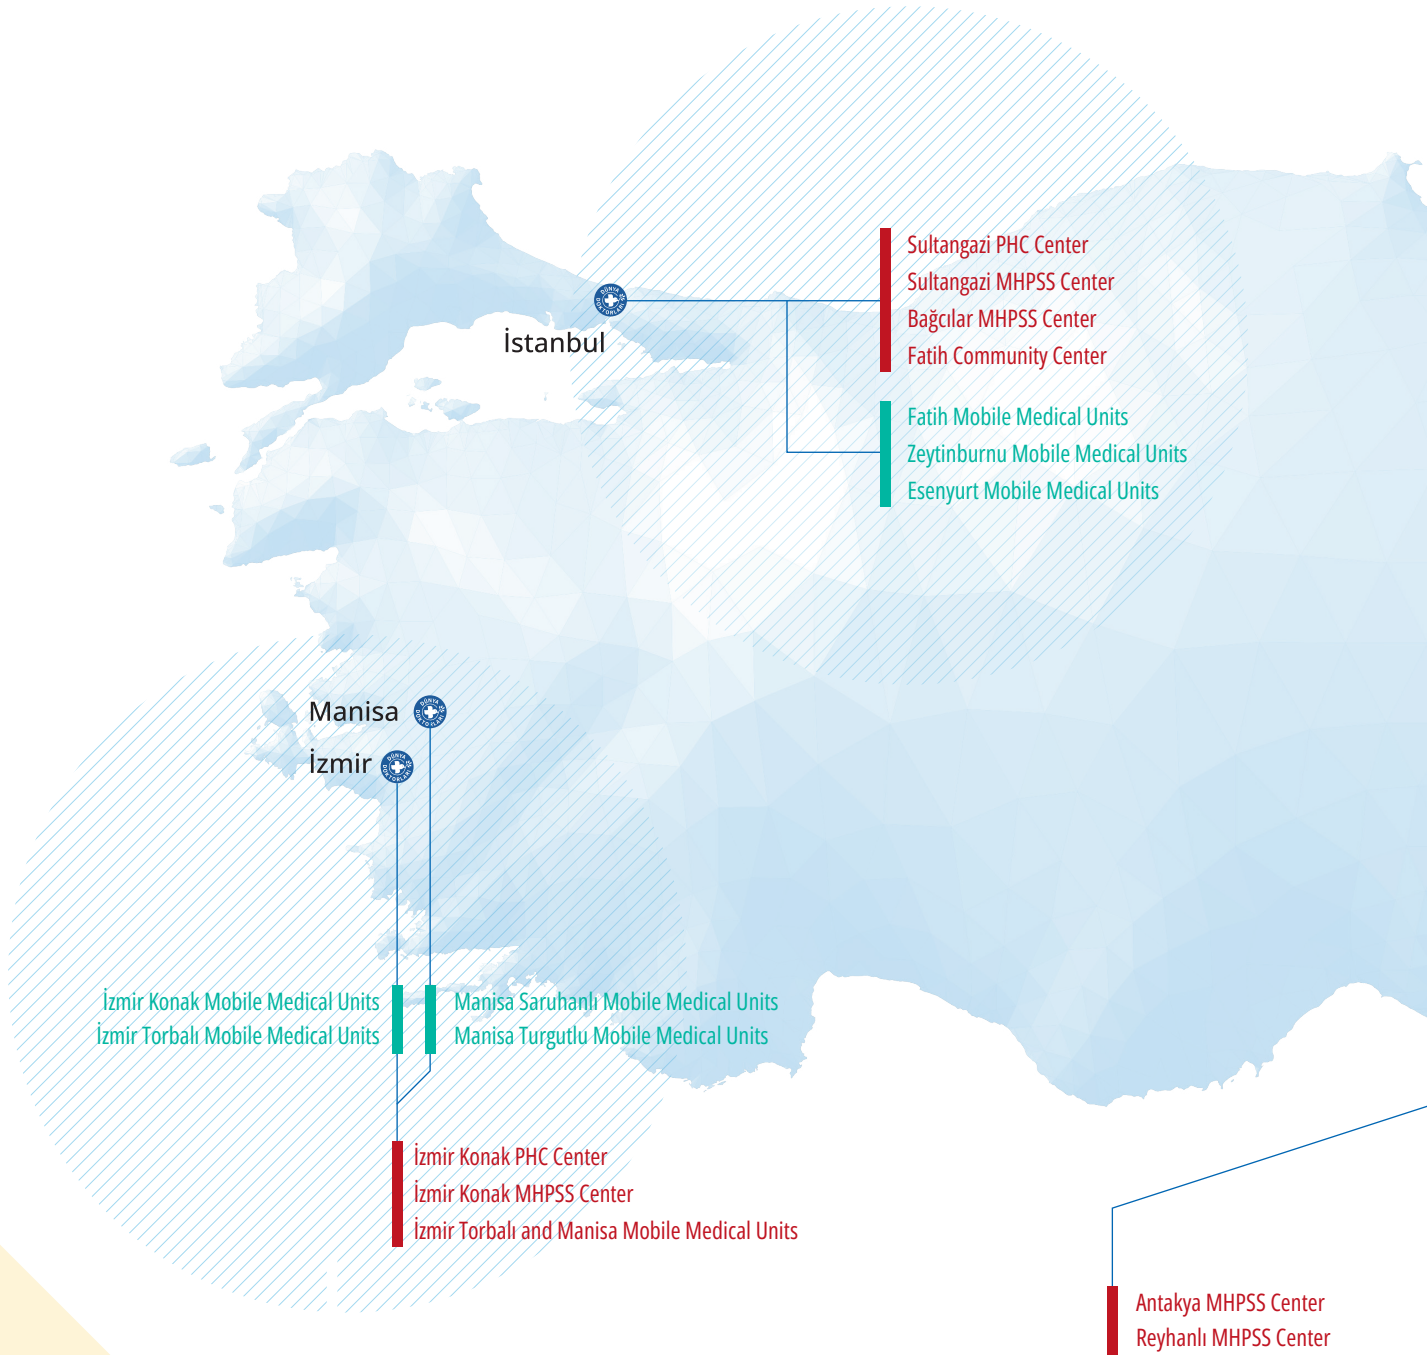 Sultangazi PHC Center
Sultangazi MHPSS Center
Bağcılar MHPSS Center
Fatih Community Center
İstanbul
Fatih Mobile Medical Units
Zeytinburnu Mobile Medical Units
Esenyurt Mobile Medical Units
Manisa
İzmir
İzmir Konak Mobile Medical Units
İzmir Torbalı Mobile Medical Units
Manisa Saruhanlı Mobile Medical Units
Manisa Turgutlu Mobile Medical Units
İzmir Konak PHC Center
İzmir Konak MHPSS Center
İzmir Torbalı and Manisa Mobile Medical Units
Antakya MHPSS Center
Reyhanlı MHPSS Center